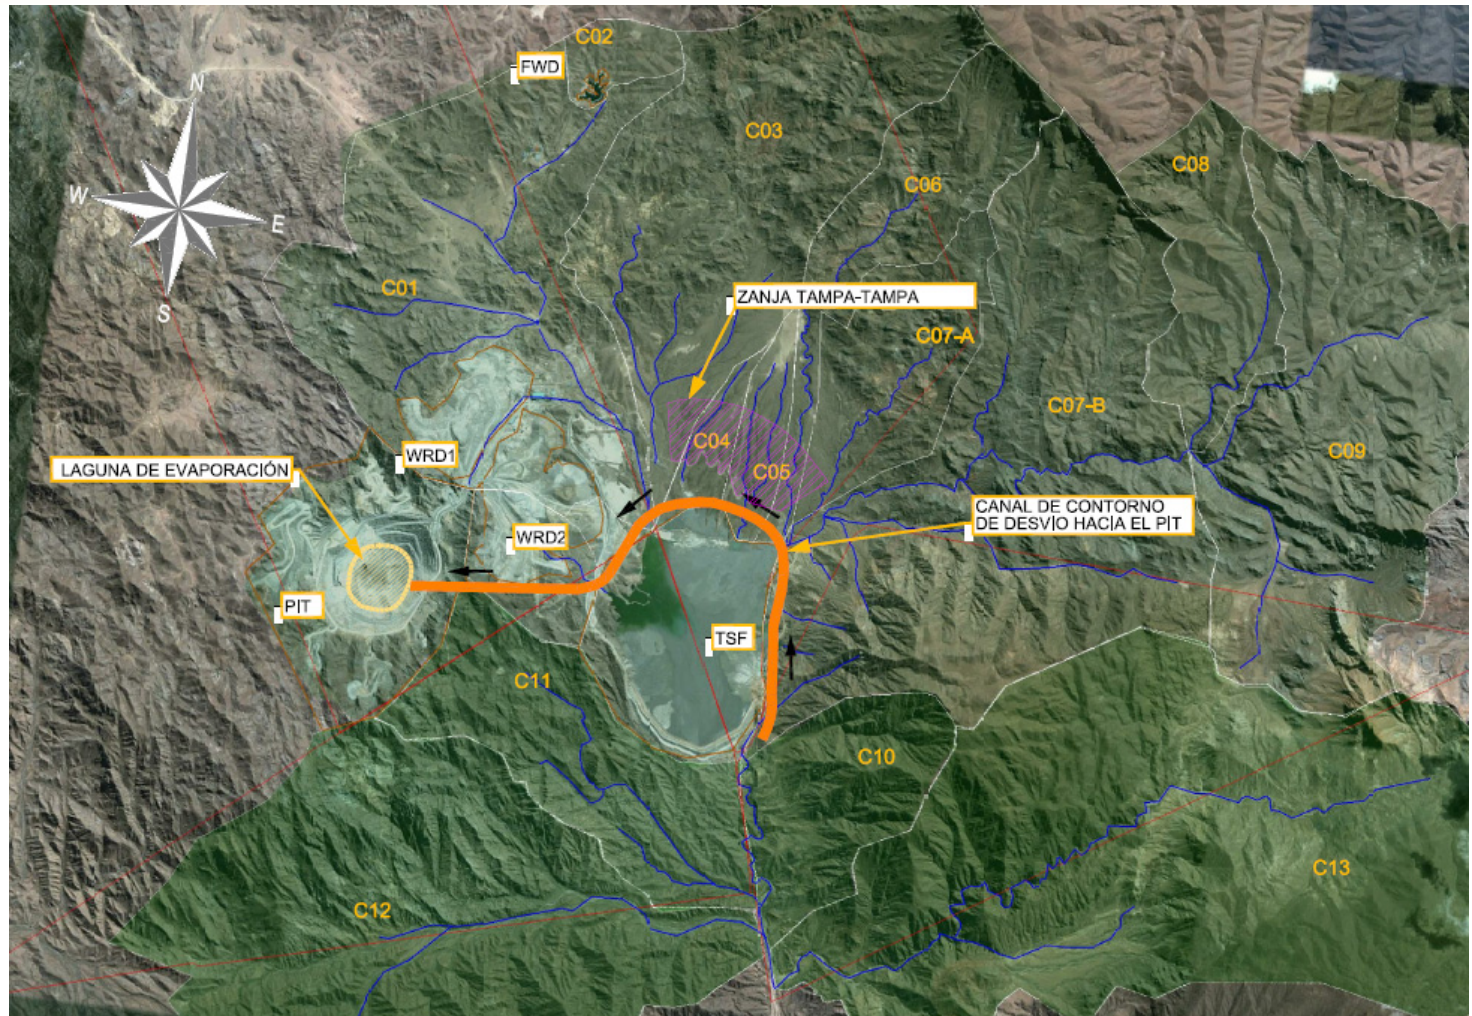 C02
FWD
N
C03
C08
C06
W
E
C01
ZANJA TAMPA-TAMPA
S
C07-A
C07-B
C04
WRD1
C09
LAGUNA DE EVAPORACIÓN
C05
CANAL DE CONTORNO
DE DESVÍO HACIA EL PIT
WRD2
PIT
TSF
C11
C10
C13
C12